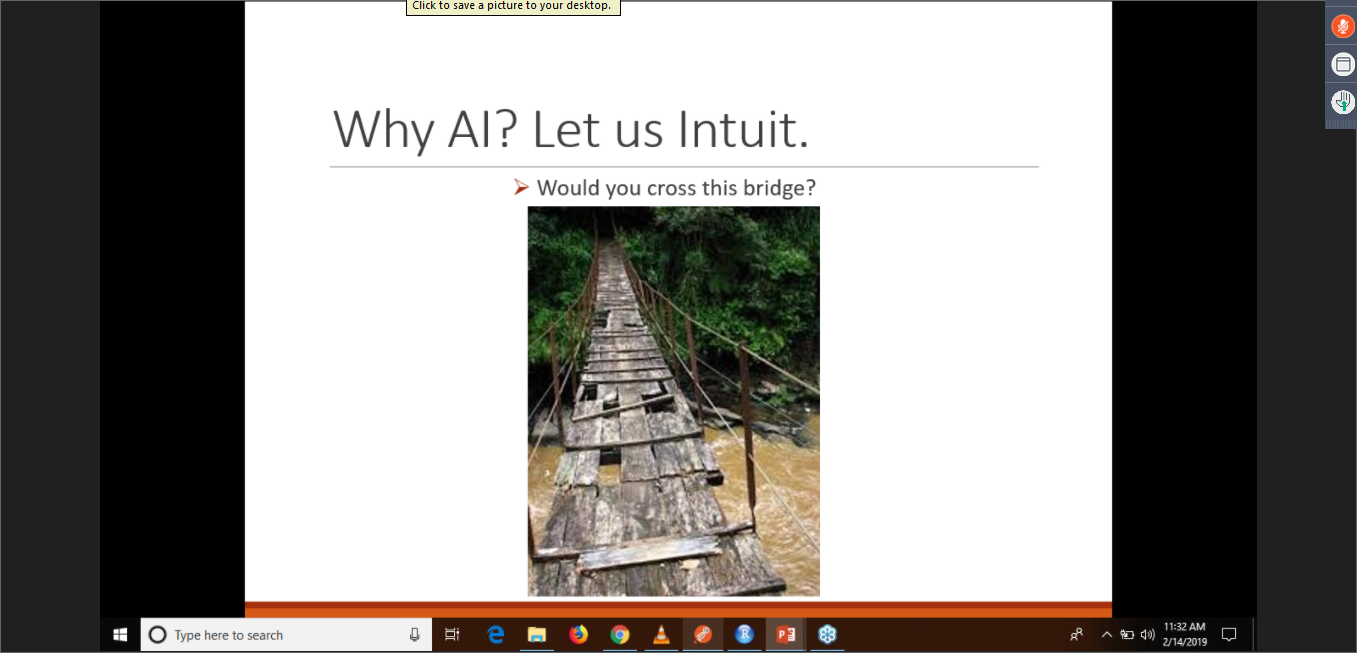 Click to save a picture to your desktop.
Why AI? Let us Intuit.
Would you cross this bridge?
Type here to search
11:32 AM
2/14/2019